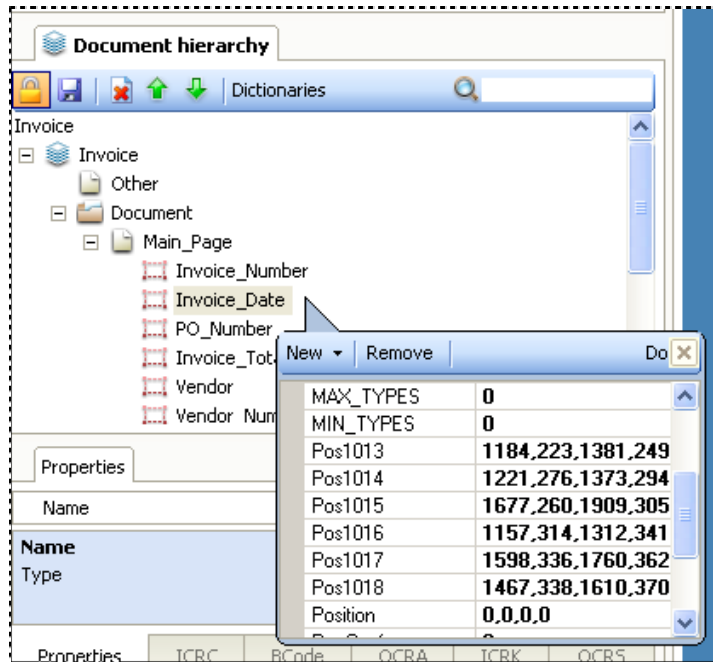 Document hierarchy
Dictionaries
Invoice
Invoice
Other
Document
Main_Page
Invoice_Number
Invoice_Date
PO_Number
Invoice_Tot
Vendor
Vendor_Num
New Remove Do
MAX_TYPES 0
MIN_TYPES 0
Pos1013 1184,223,1381,249
Pos1014 1221,276,1373,294
Pos1015 1677,260,1909,305
Pos1016 1157,314,1312,341
Pos1017 1598,336,1760,362
Pos1018 1467,338,1610,370
Position 0,0,0,0
Properties
Name
Name
Type
Properties ICRC BCode OCRA ICRK OCRS